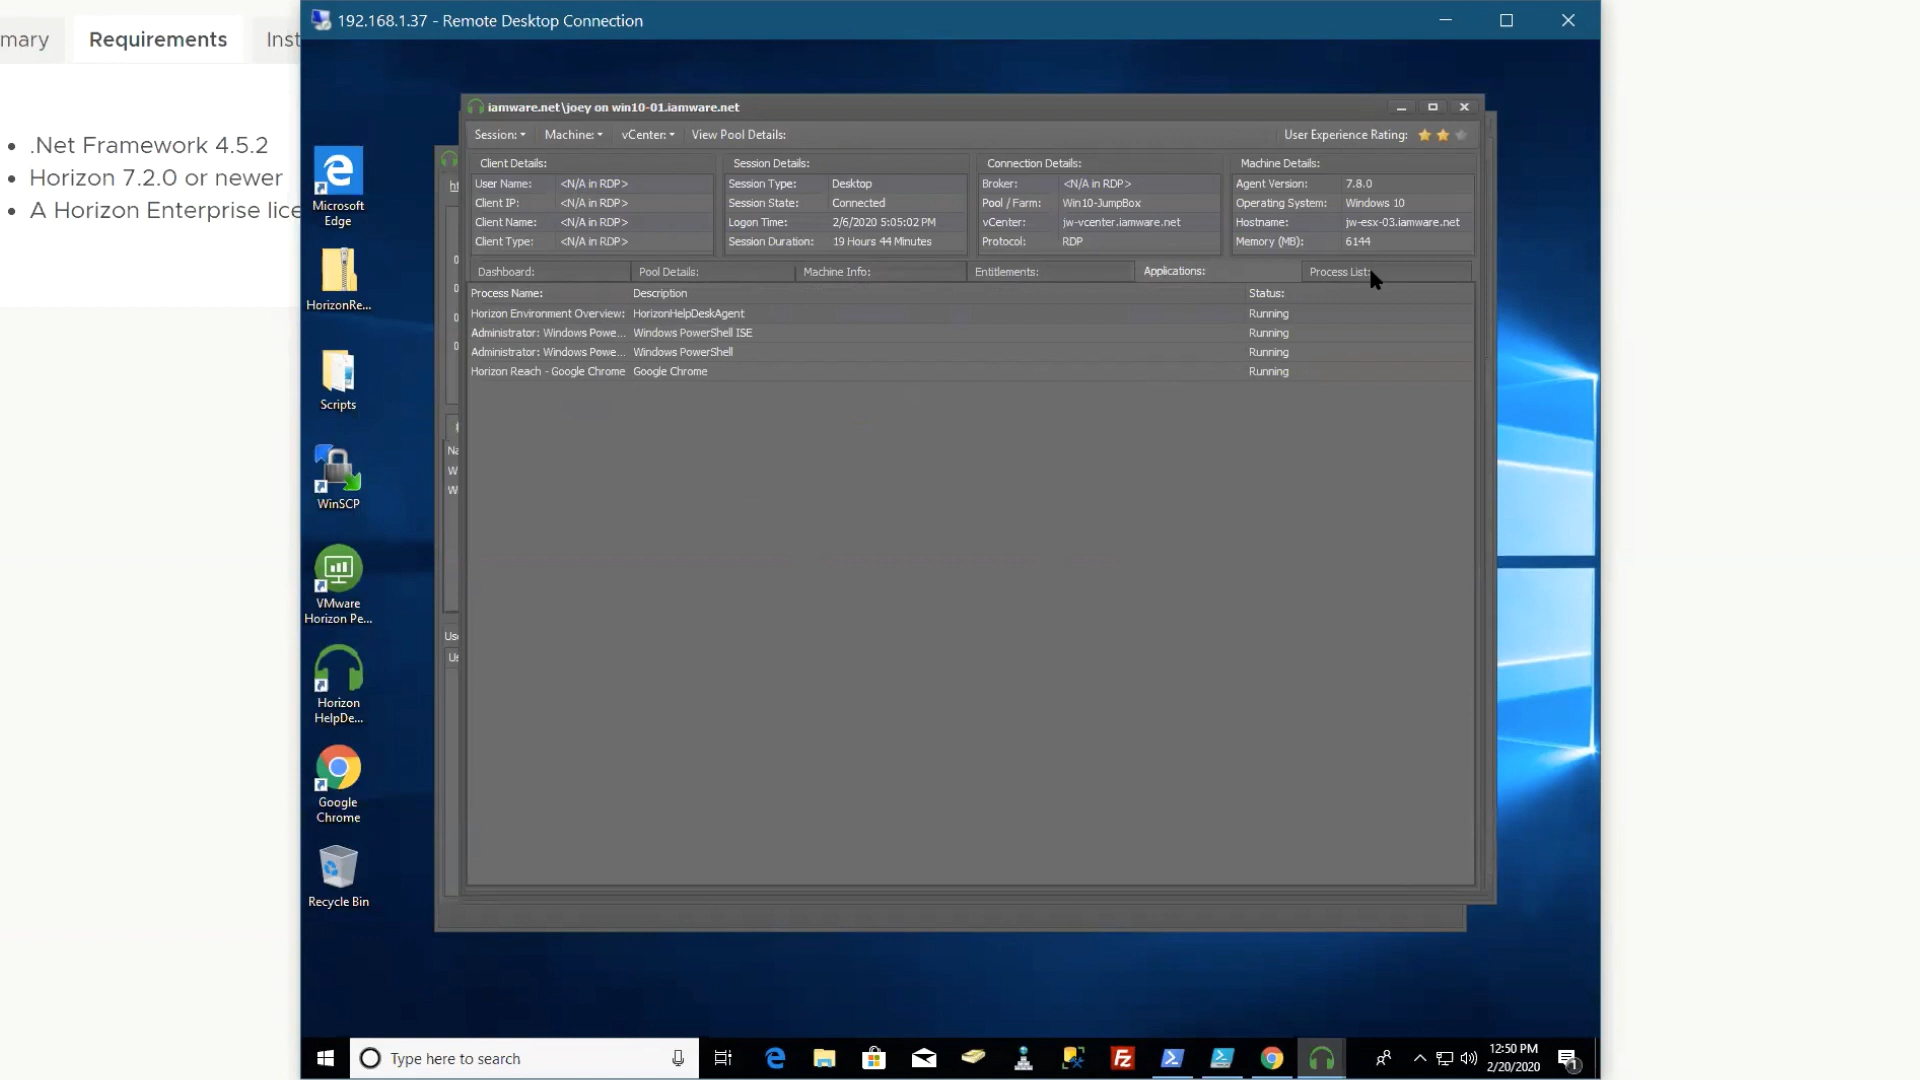 mary
Requirements
Inst
.Net Framework 4.5.2
Horizon 7.2.0 or newer
A Horizon Enterprise lice
192.168.1.37 - Remote Desktop Connection
Microsoft
Edge
HorizonRe...
Scripts
WinSCP
VMware
Horizon Pe...
Horizon
HelpDe...
Google
Chrome
Recycle Bin
iamware.net\joey on win10-01.iamware.net
Session: Machine: vCenter: View Pool Details:
User Experience Rating:
Client Details:
User Name: <N/A in RDP>
Client IP: <N/A in RDP>
Client Name: <N/A in RDP>
Client Type: <N/A in RDP>
Session Details:
Session Type: Desktop
Session State: Connected
Logon Time: 2/6/2020 5:05:02 PM
Session Duration: 19 Hours 44 Minutes
Connection Details:
Broker: <N/A in RDP>
Pool / Farm: Win10-JumpBox
vCenter: jw-vcenter.iamware.net
Protocol: RDP
Machine Details:
Agent Version: 7.8.0
Operating System: Windows 10
Hostname: jw-esx-03.iamware.net
Memory (MB): 6144
Dashboard: Pool Details: Machine Info: Entitlements: Applications: Process List:
Process Name: Description Status:
Horizon Environment Overview: HorizonHelpDeskAgent Running
Administrator: Windows Powe... Windows PowerShell ISE Running
Administrator: Windows Powe... Windows PowerShell Running
Horizon Reach - Google Chrome Google Chrome Running
ht
Na
W
W
Use
Us
Type here to search
12:50 PM
2/20/2020
1